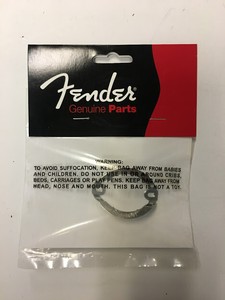 Fender
Genuine Parts
WARNING:
TO AVOID SUFFOCATION, KEEP BAG AWAY FROM BABIES
AND CHILDREN. DO NOT USE IN OR AROUND CRIBS,
BEDS, CARRIAGES OR PLAY PENS. KEEP BAG AWAY FROM
HEAD, NOSE AND MOUTH. THIS BAG IS NOT A TOY.